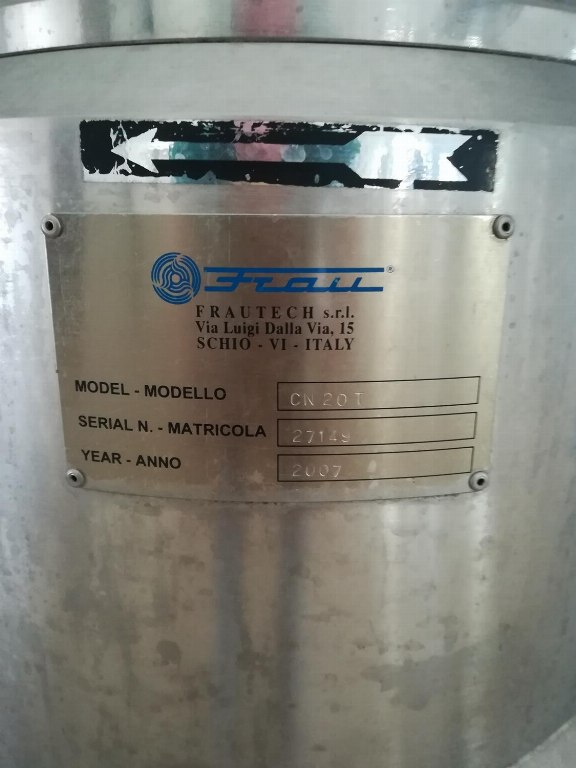 Frau®
FRAUTECH s.r.l.
Via Luigi Dalla Via, 15
SCHIO - VI - ITALY
MODEL - MODELLO CN 20 T
SERIAL N. - MATRICOLA 27149
YEAR - ANNO 2007